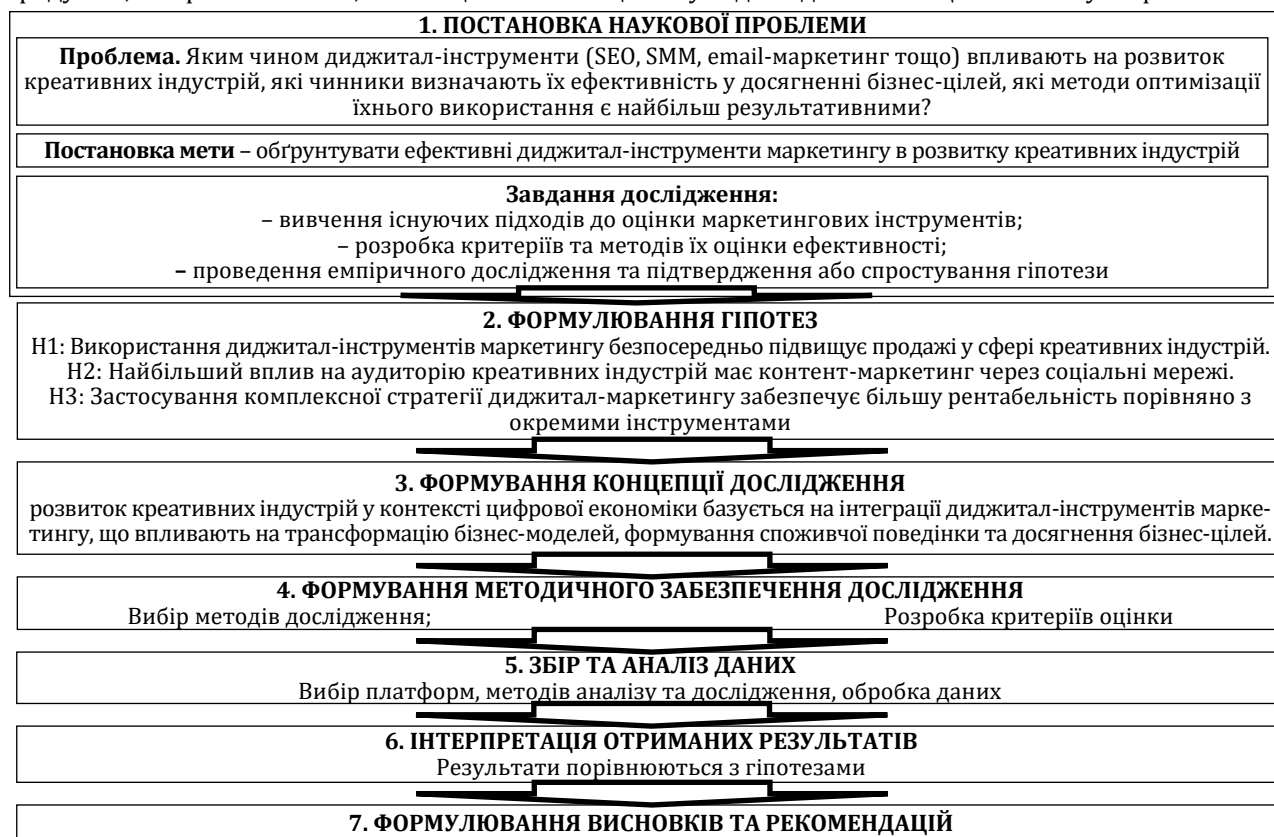 1. ПОСТАНОВКА НАУКОВОЇ ПРОБЛЕМИ
Проблема. Яким чином диджитал-інструменти (SEO, SMM, email-маркетинг тощо) впливають на розвиток
креативних індустрій, які чинники визначають їх ефективність у досягненні бізнес-цілей, які методи оптимізації
їхнього використання є найбільш результативними?
Постановка мети – обґрунтувати ефективні диджитал-інструменти маркетингу в розвитку креативних індустрій
Завдання дослідження:
– вивчення існуючих підходів до оцінки маркетингових інструментів;
– розробка критеріїв та методів їх оцінки ефективності;
– проведення емпіричного дослідження та підтвердження або спростування гіпотези
2. ФОРМУЛЮВАННЯ ГІПОТЕЗ
H1: Використання диджитал-інструментів маркетингу безпосередньо підвищує продажі у сфері креативних індустрій.
H2: Найбільший вплив на аудиторію креативних індустрій має контент-маркетинг через соціальні мережі.
H3: Застосування комплексної стратегії диджитал-маркетингу забезпечує більшу рентабельність порівняно з
окремими інструментами
3. ФОРМУВАННЯ КОНЦЕПЦІЇ ДОСЛІДЖЕННЯ
розвиток креативних індустрій у контексті цифрової економіки базується на інтеграції диджитал-інструментів марке-
тингу, що впливають на трансформацію бізнес-моделей, формування споживчої поведінки та досягнення бізнес-цілей.
4. ФОРМУВАННЯ МЕТОДИЧНОГО ЗАБЕЗПЕЧЕННЯ ДОСЛІДЖЕННЯ
Вибір методів дослідження; Розробка критеріїв оцінки
5. ЗБІР ТА АНАЛІЗ ДАНИХ
Вибір платформ, методів аналізу та дослідження, обробка даних
6. ІНТЕРПРЕТАЦІЯ ОТРИМАНИХ РЕЗУЛЬТАТІВ
Результати порівнюються з гіпотезами
7. ФОРМУЛЮВАННЯ ВИСНОВКІВ ТА РЕКОМЕНДАЦІЙ